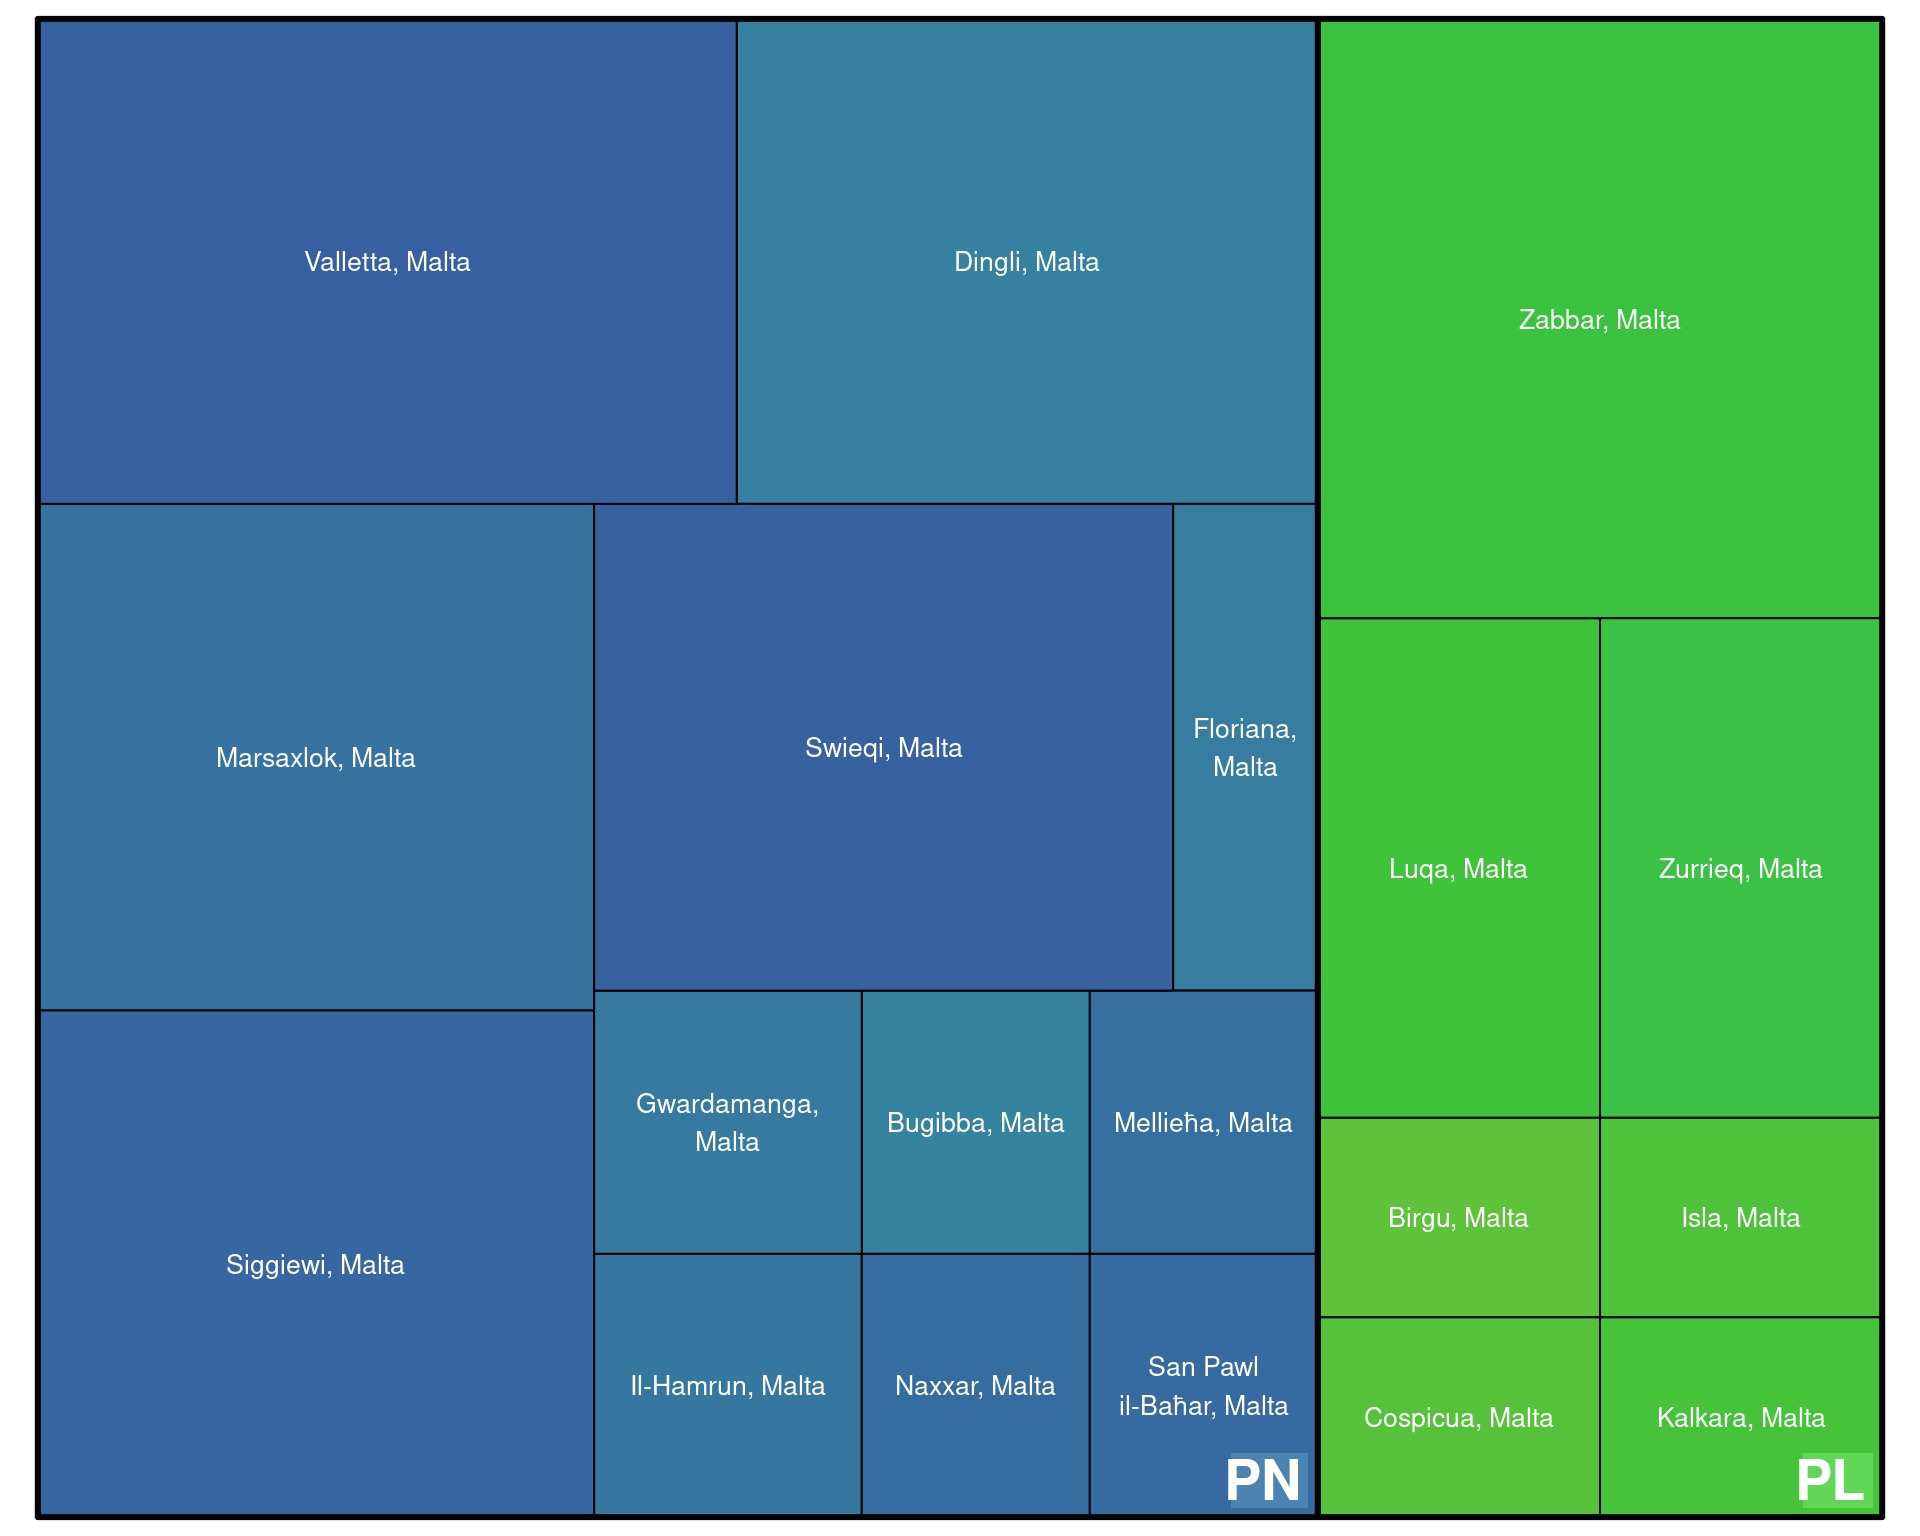 Valletta, Malta
Dingli, Malta
Zabbar, Malta
Marsaxlok, Malta
Swieqi, Malta
Floriana,
Malta
Luqa, Malta
Zurrieq, Malta
Siggiewi, Malta
Gwardamanga,
Malta
Bugibba, Malta
Mellieħa, Malta
Birgu, Malta
Isla, Malta
Il-Hamrun, Malta
Naxxar, Malta
San Pawl
il-Baħar, Malta
Cospicua, Malta
Kalkara, Malta
PN
PL